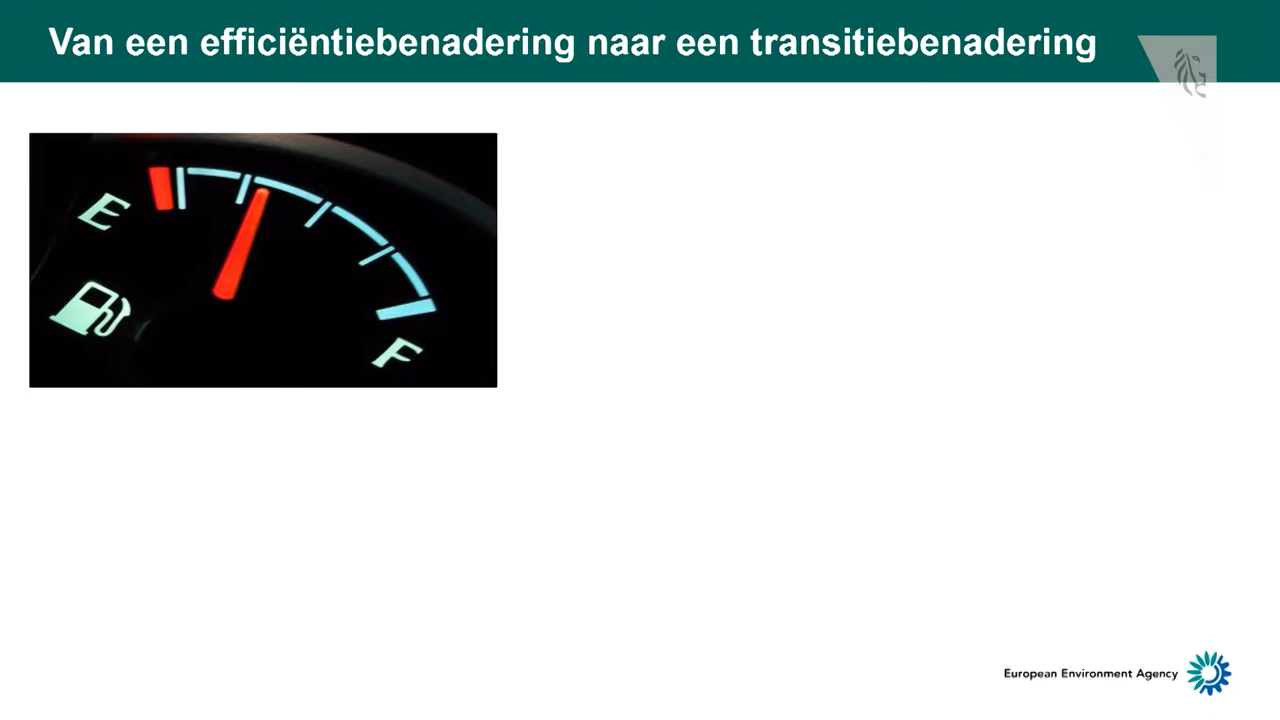 Van een efficiëntiebenadering naar een transitiebenadering
E
F
European Environment Agency